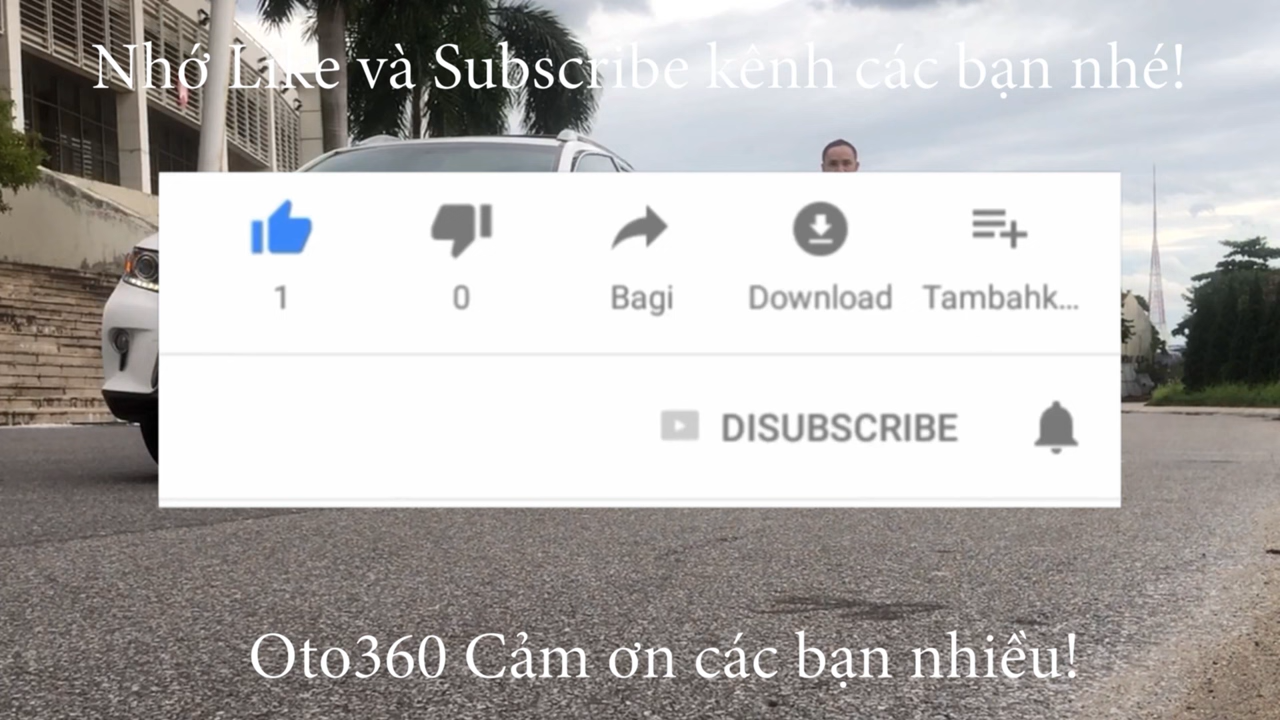 Nhớ Like và Subscribe kênh các bạn nhé!
1 0 Bagi Download Tambahk...
DISUBSCRIBE
Oto360 Cảm ơn các bạn nhiều!